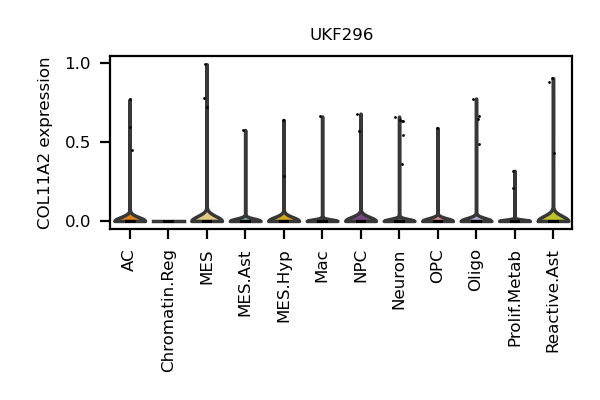 UKF296
COL11A2 expression
1.0
0.5
0.0
AC
Chromatin.Reg
MES
MES.Ast
MES.Hyp
Mac
NPC
Neuron
OPC
Oligo
Prolif.Metab
Reactive.Ast